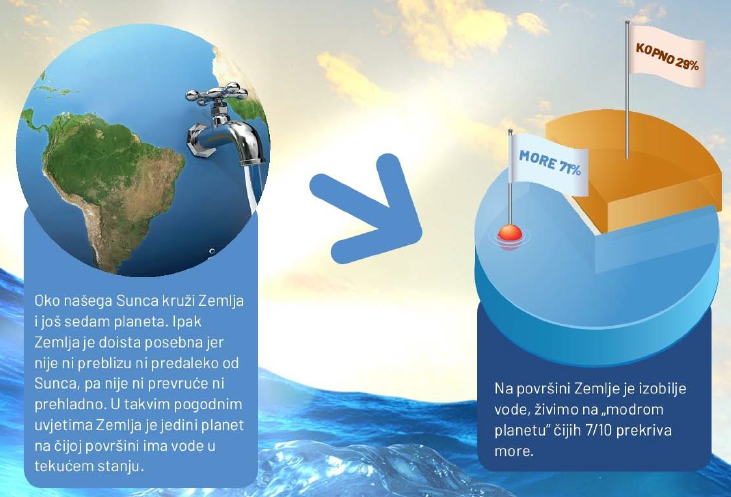 Oko našega Sunca kruži Zemlja
i još sedam planeta. Ipak
Zemlja je doista posebna jer
nije ni preblizu ni predaleko od
Sunca, pa nije ni prevruće ni
prehladno. U takvim pogodnim
uvjetima Zemlja je jedini planet
na čijoj površini ima vode u
tekućem stanju.
KOPNO 29%
MORE 71%
Na površini Zemlje je izobilje
vode, živimo na „modrom
planetu“ čijih 7/10 prekriva
more.